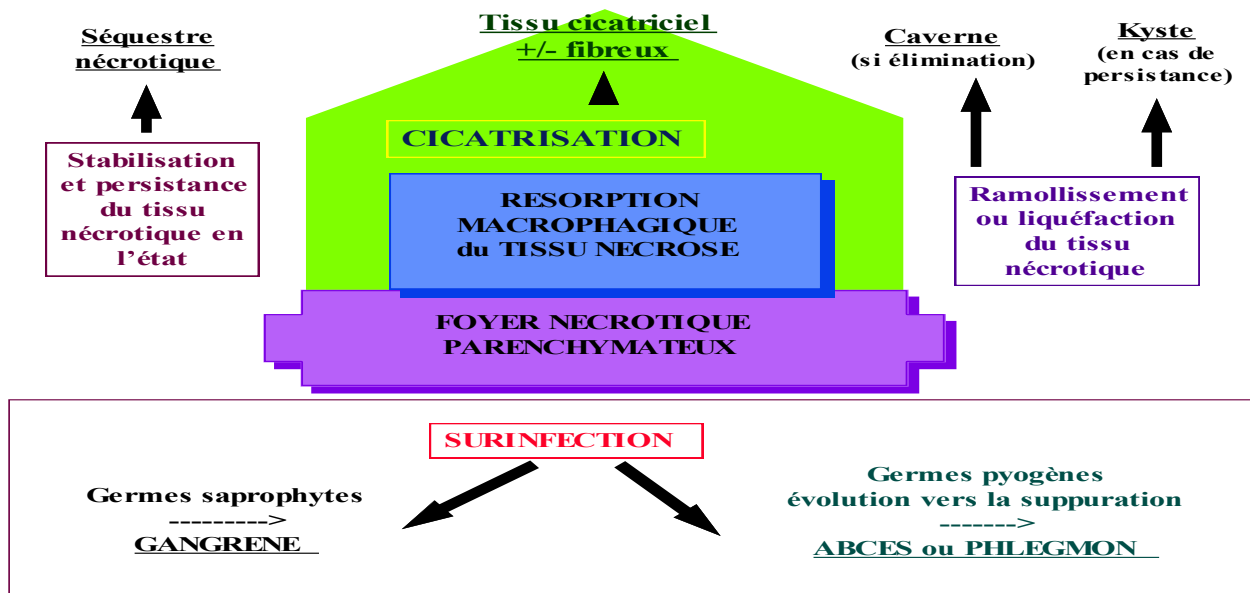 Séquestre
nécrotique
Tissu cicatriciel
+/- fibreux
Caverne
(si élimination)
Kyste
(en cas de
persistance)
CICATRISATION
Stabilisation
et persistance
du tissu
nécrotique en
l’état
RESORPTION
MACROPHAGIQUE
du TISSU NECROSE
Ramollissement
ou liquéfaction
du tissu
nécrotique
FOYER NECROTIQUE
PARENCHYMATEUX
SURINFECTION
Germes saprophytes
--------->
GANGRENE
Germes pyogènes
évolution vers la suppuration
------->
ABCES ou PHLEGMON